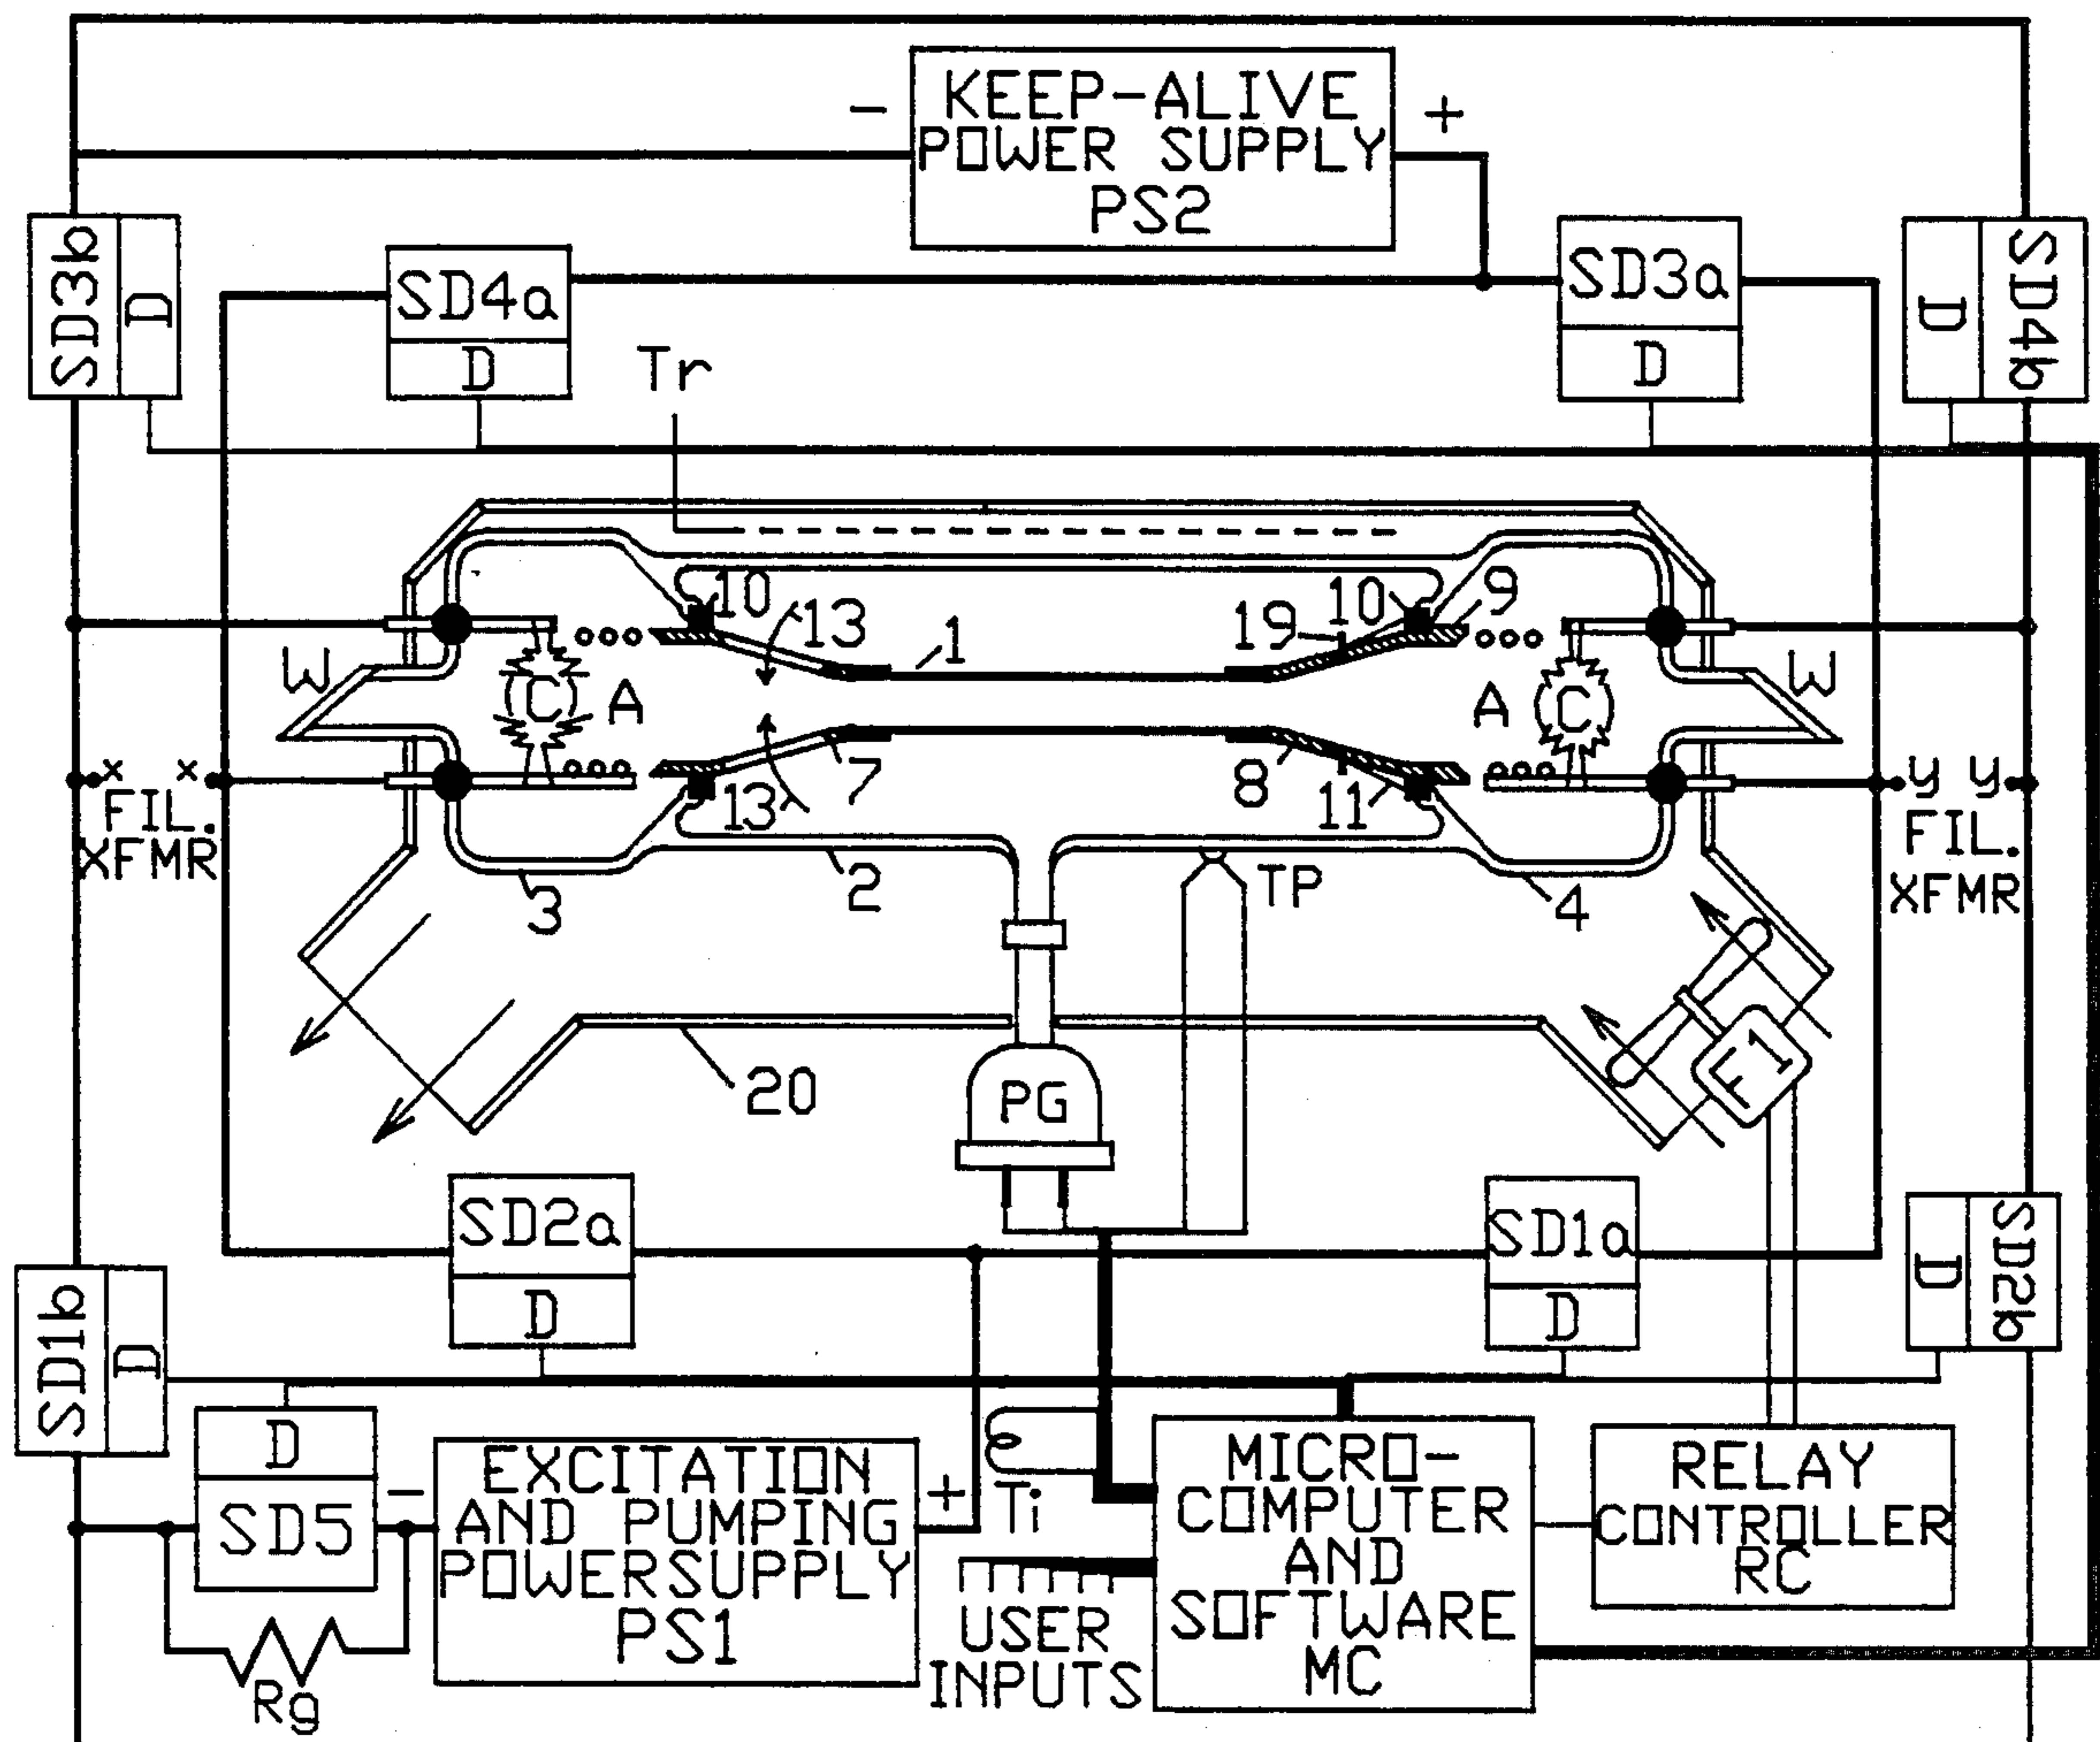 KEEP-ALIVE
POWER SUPPLY
PS2
-
+
SD3b
D
SD4a
D
SD3a
D
D
SD4b
Tr
10
13
1
19
10
9
W
C
A
A
C
W
x x
FIL.
XFMR
13
7
8
11
y y
FIL.
XFMR
3
2
TP
4
20
PG
F1
SD2a
D
SD1a
D
D
SD2b
SD1b
D
D
SD5
-
EXCITATION
AND PUMPING
POWERSUPPLY
PS1
+
Ti
USER
INPUTS
MICRO-
COMPUTER
AND
SOFTWARE
MC
RELAY
CONTROLLER
RC
Rg